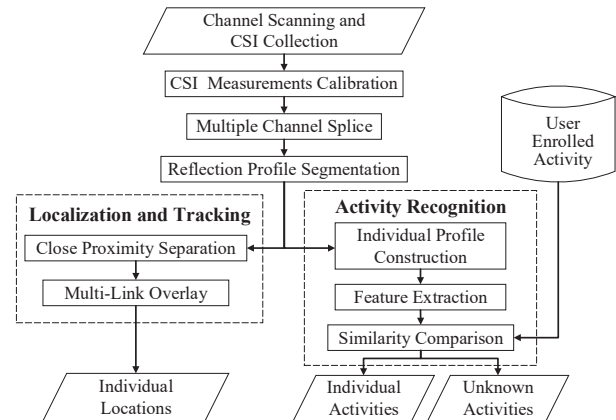 Channel Scanning and
CSI Collection
CSI Measurements Calibration
Multiple Channel Splice
Reflection Profile Segmentation
User
Enrolled
Activity
Localization and Tracking
Close Proximity Separation
Multi-Link Overlay
Activity Recognition
Individual Profile
Construction
Feature Extraction
Similarity Comparison
Individual
Locations
Individual
Activities
Unknown
Activities